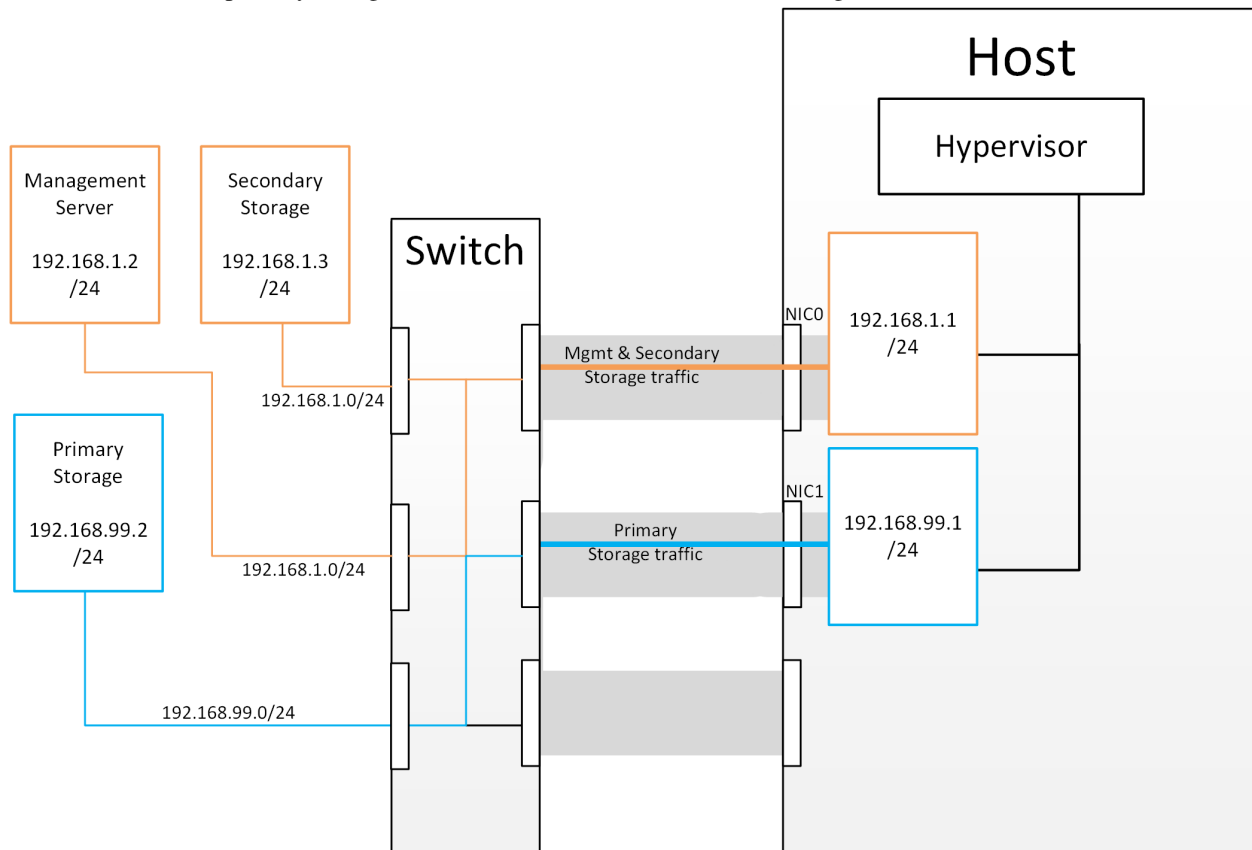 Host
Hypervisor
Management
Server
192.168.1.2
/24
Secondary
Storage
192.168.1.3
/24
Switch
NIC0
192.168.1.1
/24
Mgmt & Secondary
Storage traffic
192.168.1.0/24
Primary
Storage
192.168.99.2
/24
NIC1
192.168.99.1
/24
Primary
Storage traffic
192.168.1.0/24
192.168.99.0/24